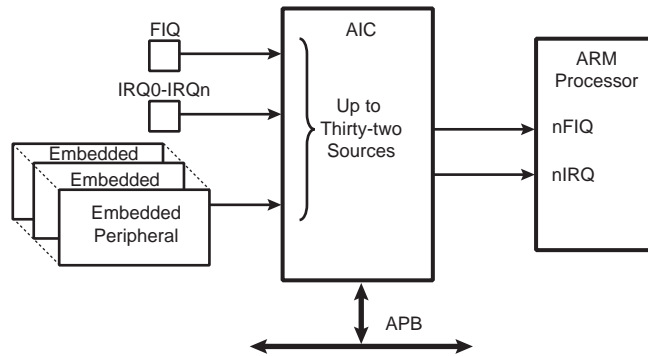 FIQ
IRQ0-IRQn
Embedded
Embedded
Embedded
Peripheral
AIC
Up to
Thirty-two
Sources
ARM
Processor
nFIQ
nIRQ
APB